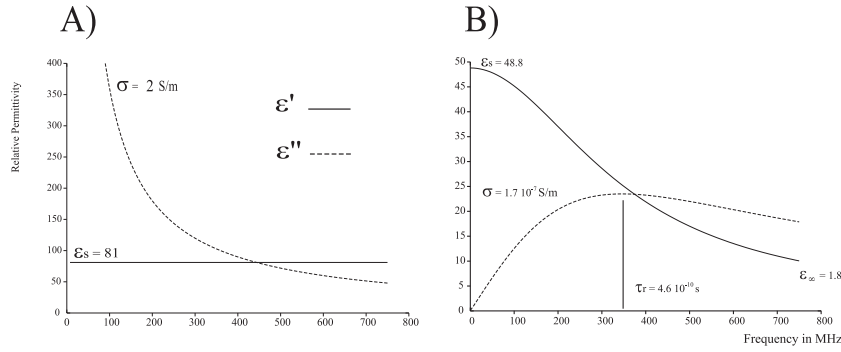 A)
B)
Relative Permittivity
400
350
300
250
200
150
100
50
0
0 100 200 300 400 500 600 700 800
σ = 2 S/m
ε'
ε"
εs = 81
50
45
40
35
30
25
20
15
10
5
0
0 100 200 300 400 500 600 700 800
εs = 48.8
σ = 1.7 10⁻⁷ S/m
τr = 4.6 10⁻¹⁰ s
ε∞ = 1.8
Frequency in MHz